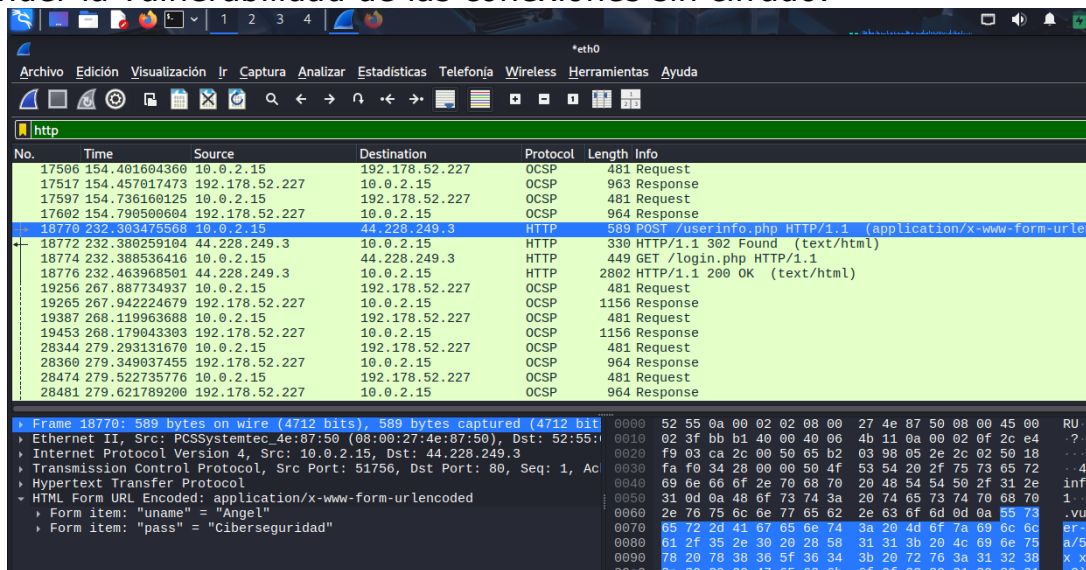 la vulnerabilidad de las conexiones sin cifrado.
1 2 3 4
*eth0
Archivo Edición Visualización Ir Captura Analizar Estadísticas Telefonía Wireless Herramientas Ayuda
http
No. Time Source Destination Protocol Length Info
17506 154.401604360 10.0.2.15 192.178.52.227 OCSP 481 Request
17517 154.457017473 192.178.52.227 10.0.2.15 OCSP 963 Response
17597 154.736160125 10.0.2.15 192.178.52.227 OCSP 481 Request
17602 154.790500604 192.178.52.227 10.0.2.15 OCSP 964 Response
18770 232.303475568 10.0.2.15 44.228.249.3 HTTP 589 POST /userinfo.php HTTP/1.1 (application/x-www-form-urle
18772 232.380259104 44.228.249.3 10.0.2.15 HTTP 330 HTTP/1.1 302 Found (text/html)
18774 232.388536416 10.0.2.15 44.228.249.3 HTTP 449 GET /login.php HTTP/1.1
18776 232.463968501 44.228.249.3 10.0.2.15 HTTP 2802 HTTP/1.1 200 OK (text/html)
19256 267.887734937 10.0.2.15 192.178.52.227 OCSP 481 Request
19265 267.942224679 192.178.52.227 10.0.2.15 OCSP 1156 Response
19387 268.119963688 10.0.2.15 192.178.52.227 OCSP 481 Request
19453 268.179043303 192.178.52.227 10.0.2.15 OCSP 1156 Response
28344 279.293131670 10.0.2.15 192.178.52.227 OCSP 481 Request
28360 279.349037455 192.178.52.227 10.0.2.15 OCSP 964 Response
28474 279.522735776 10.0.2.15 192.178.52.227 OCSP 481 Request
28481 279.621789200 192.178.52.227 10.0.2.15 OCSP 964 Response
Frame 18770: 589 bytes on wire (4712 bits), 589 bytes captured (4712 bit
Ethernet II, Src: PCSSystemtec_4e:87:50 (08:00:27:4e:87:50), Dst: 52:55:
Internet Protocol Version 4, Src: 10.0.2.15, Dst: 44.228.249.3
Transmission Control Protocol, Src Port: 51756, Dst Port: 80, Seq: 1, Ac
Hypertext Transfer Protocol
HTML Form URL Encoded: application/x-www-form-urlencoded
Form item: "uname" = "Angel"
Form item: "pass" = "Ciberseguridad"
0000 52 55 0a 00 02 02 08 00 27 4e 87 50 08 00 45 00 RU
0010 02 3f bb b1 40 00 40 06 4b 11 0a 00 02 0f 2c e4 ·?·
0020 f9 03 ca 2c 00 50 65 b2 03 98 05 2e 2c 02 50 18 ···
0030 fa f0 34 28 00 00 50 4f 53 54 20 2f 75 73 65 72 ··4
0040 69 6e 66 6f 2e 70 68 70 20 48 54 54 50 2f 31 2e inf
0050 31 0d 0a 48 6f 73 74 3a 20 74 65 73 74 70 68 70 1··
0060 2e 76 75 6c 6e 77 65 62 2e 63 6f 6d 0d 0a 55 73 .vu
0070 65 72 2d 41 67 65 6e 74 3a 20 4d 6f 7a 69 6c 6c er-
0080 61 2f 35 2e 30 20 28 58 31 31 3b 20 4c 69 6e 75 a/5
0090 78 20 78 38 36 5f 36 34 3b 20 72 76 3a 31 32 38 x x